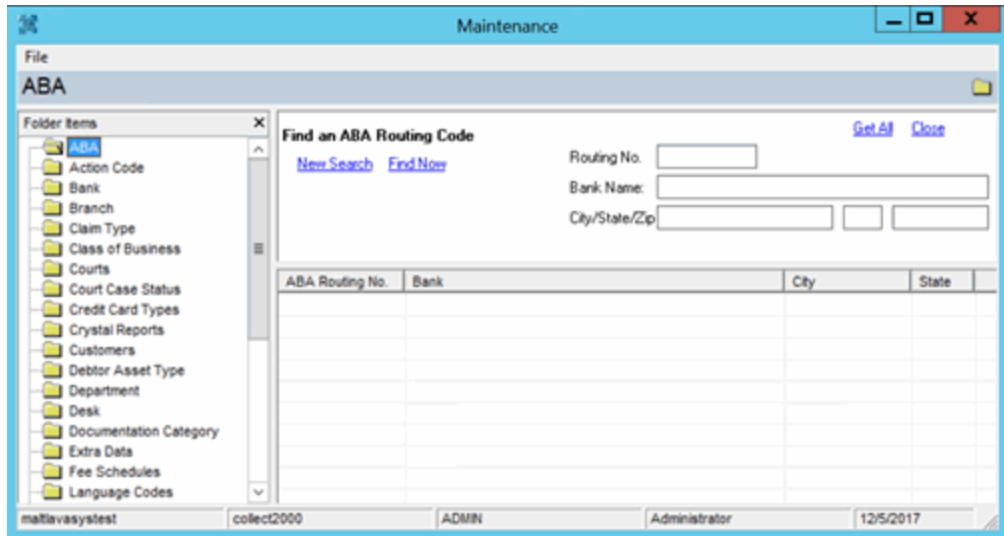 Maintenance
File
ABA
Folder Items
ABA
Action Code
Bank
Branch
Claim Type
Class of Business
Courts
Court Case Status
Credit Card Types
Crystal Reports
Customers
Debtor Asset Type
Department
Desk
Documentation Category
Extra Data
Fee Schedules
Language Codes
Find an ABA Routing Code
Get All Close
New Search Find Now
Routing No.
Bank Name:
City/State/Zip
ABA Routing No. Bank City State
matlavasystest collect2000 ADMIN Administrator 12/5/2017